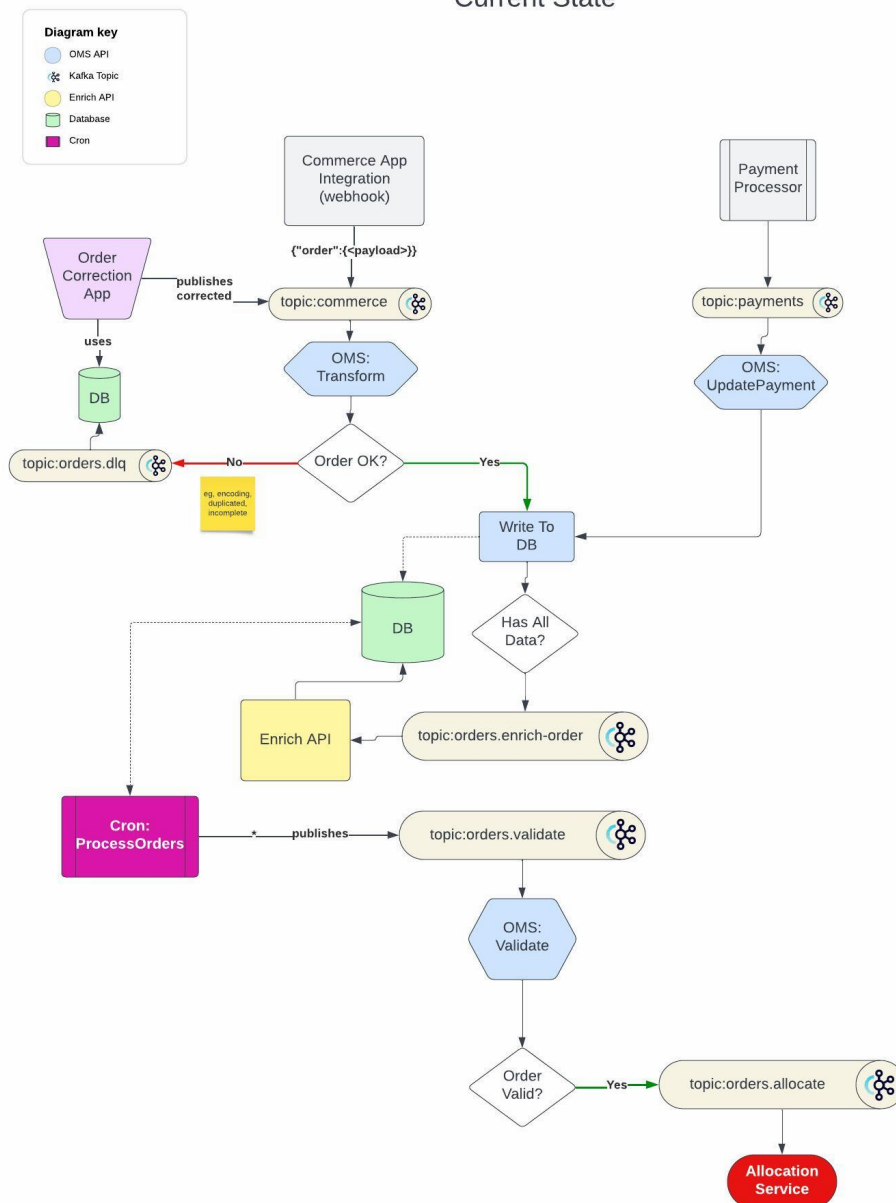 Current State
Diagram key
OMS API
Kafka Topic
Enrich API
Database
Cron
Commerce App
Integration
(webhook)
Payment
Processor
{"order":{<payload>}}
Order
Correction
App
publishes
corrected
topic:commerce
topic:payments
uses
OMS:
Transform
OMS:
UpdatePayment
DB
topic:orders.dlq
No
Order OK?
Yes
eg, encoding,
duplicated,
incomplete
Write To
DB
DB
Has All
Data?
Enrich API
topic:orders.enrich-order
Cron:
ProcessOrders
*
publishes
topic:orders.validate
OMS:
Validate
Order
Valid?
Yes
topic:orders.allocate
Allocation
Service